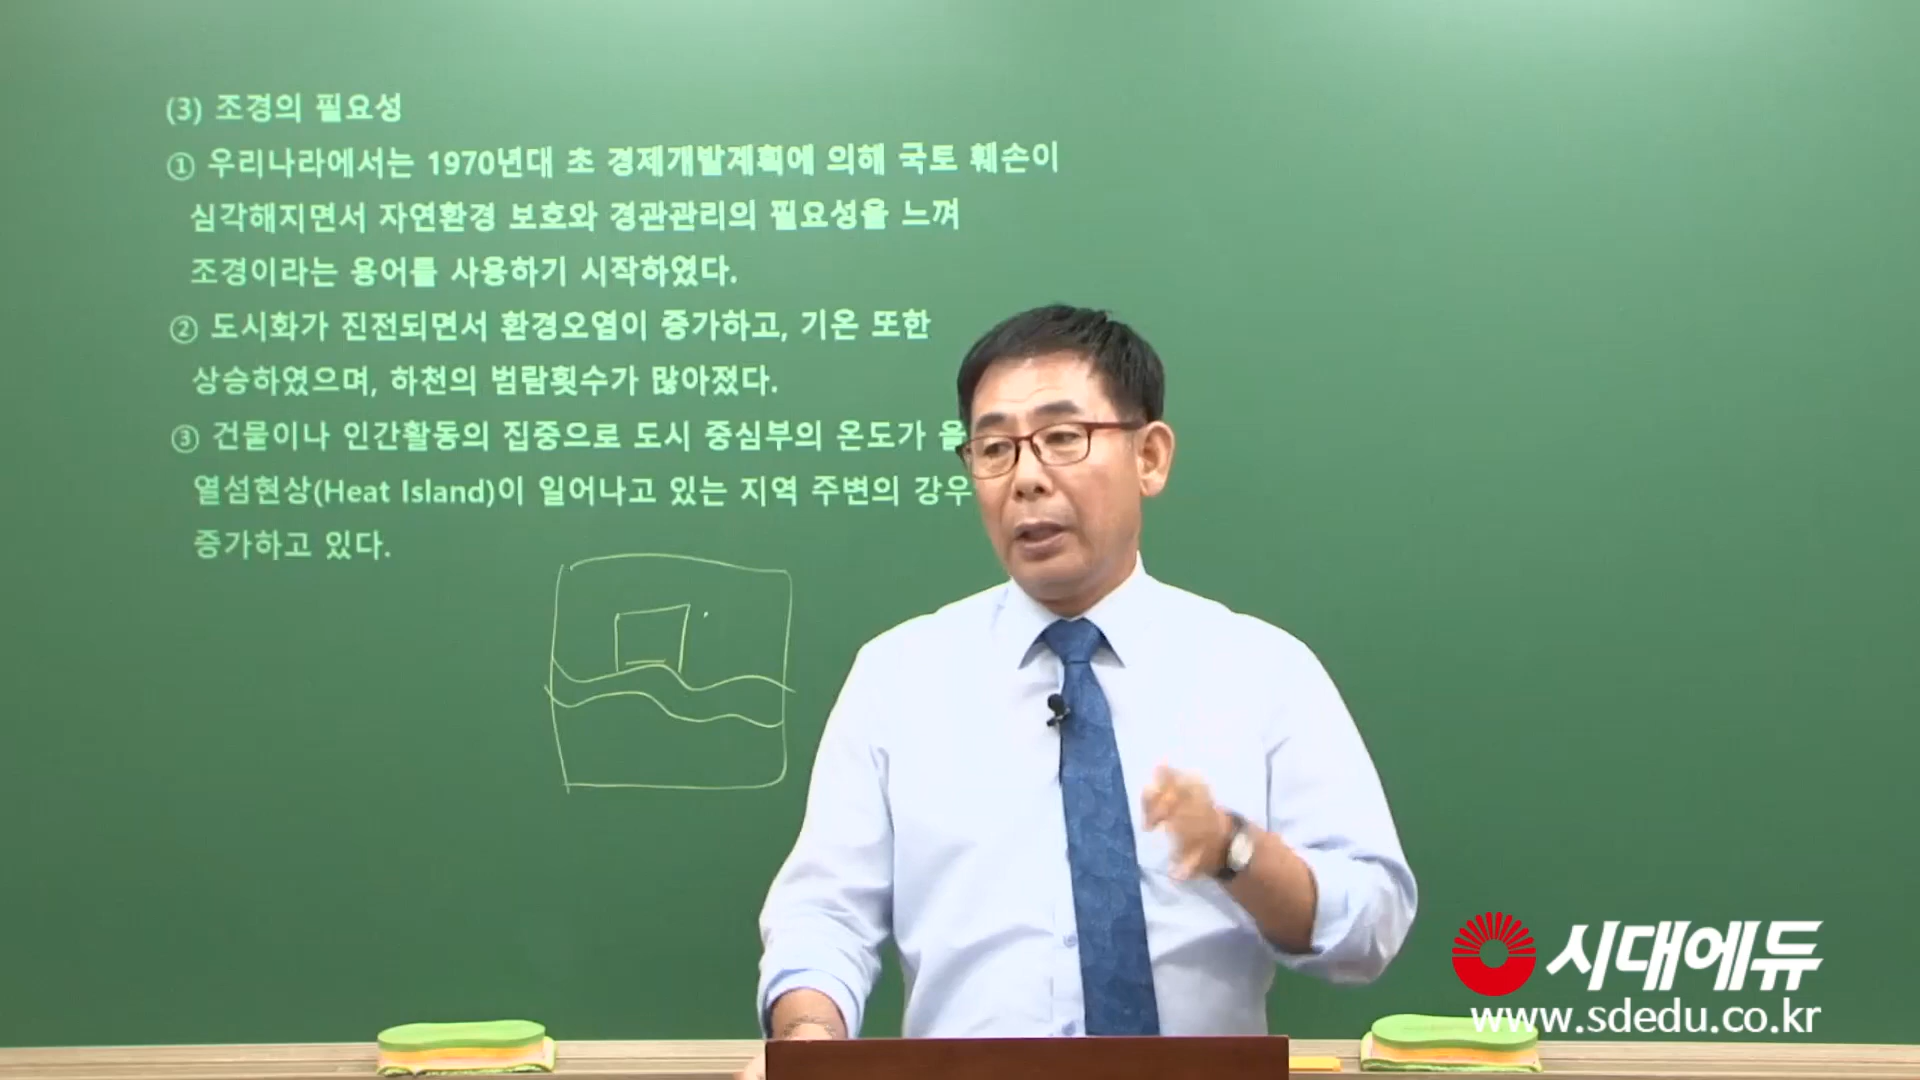 (3) 조경의 필요성
① 우리나라에서는 1970년대 초 경제개발계획에 의해 국토 훼손이
심각해지면서 자연환경 보호와 경관관리의 필요성을 느껴
조경이라는 용어를 사용하기 시작하였다.
② 도시화가 진전되면서 환경오염이 증가하고, 기온 또한
상승하였으며, 하천의 범람횟수가 많아졌다.
③ 건물이나 인간활동의 집중으로 도시 중심부의 온도가
열섬현상(Heat Island)이 일어나고 있는 지역 주변의 강우
증가하고 있다.
시대에듀
www.sdedu.co.kr